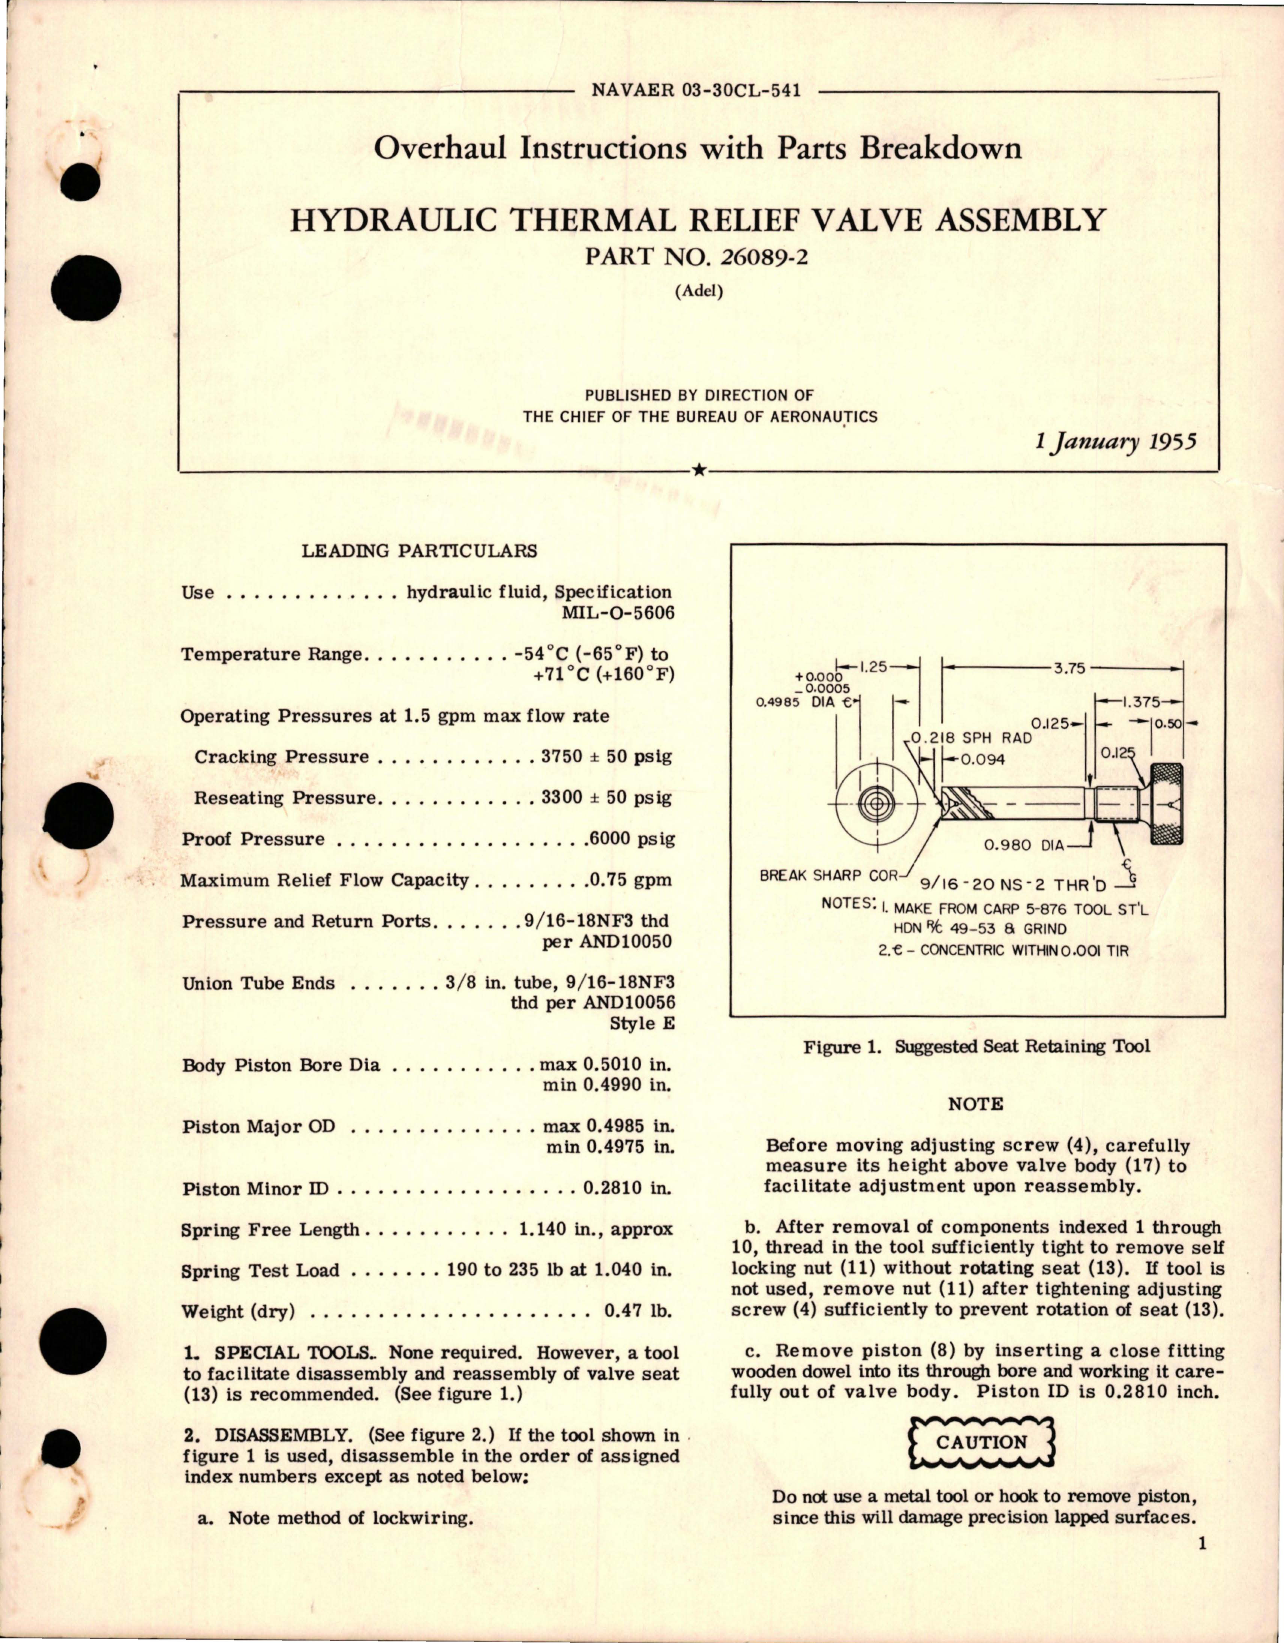 NAVAER 03-30CL-541
Overhaul Instructions with Parts Breakdown
HYDRAULIC THERMAL RELIEF VALVE ASSEMBLY
PART NO. 26089-2
(Adel)
PUBLISHED BY DIRECTION OF
THE CHIEF OF THE BUREAU OF AERONAUTICS
1 January 1955
LEADING PARTICULARS
Use . . . . . . . . . . . . . hydraulic fluid, Specification
MIL-O-5606
Temperature Range. . . . . . . . . . . -54°C (-65°F) to
+71°C (+160°F)
Operating Pressures at 1.5 gpm max flow rate
Cracking Pressure . . . . . . . . . . . . 3750 ± 50 psig
Reseating Pressure. . . . . . . . . . . . 3300 ± 50 psig
Proof Pressure . . . . . . . . . . . . . . . . . . .6000 psig
Maximum Relief Flow Capacity . . . . . . . . .0.75 gpm
Pressure and Return Ports. . . . . . . 9/16-18NF3 thd
per AND10050
Union Tube Ends . . . . . . . 3/8 in. tube, 9/16-18NF3
thd per AND10056
Style E
Body Piston Bore Dia . . . . . . . . . . . max 0.5010 in.
min 0.4990 in.
Piston Major OD . . . . . . . . . . . . . . max 0.4985 in.
min 0.4975 in.
Piston Minor ID . . . . . . . . . . . . . . . . . . 0.2810 in.
Spring Free Length . . . . . . . . . . . 1.140 in., approx
Spring Test Load . . . . . . . 190 to 235 lb at 1.040 in.
Weight (dry) . . . . . . . . . . . . . . . . . . . . . 0.47 lb.
1. SPECIAL TOOLS. None required. However, a tool
to facilitate disassembly and reassembly of valve seat
(13) is recommended. (See figure 1.)
2. DISASSEMBLY. (See figure 2.) If the tool shown in
figure 1 is used, disassemble in the order of assigned
index numbers except as noted below:
a. Note method of lockwiring.
1.25
3.75
+0.000
-0.0005
0.4985 DIA ℄
1.375
0.125
0.50
0.218 SPH RAD
0.094
0.125
0.980 DIA
BREAK SHARP COR
9/16-20 NS-2 THR'D
℄
G
NOTES: 1. MAKE FROM CARP 5-876 TOOL ST'L
HDN R/C 49-53 & GRIND
2. ℄ - CONCENTRIC WITHIN 0.001 TIR
Figure 1. Suggested Seat Retaining Tool
NOTE
Before moving adjusting screw (4), carefully
measure its height above valve body (17) to
facilitate adjustment upon reassembly.
b. After removal of components indexed 1 through
10, thread in the tool sufficiently tight to remove self
locking nut (11) without rotating seat (13). If tool is
not used, remove nut (11) after tightening adjusting
screw (4) sufficiently to prevent rotation of seat (13).
c. Remove piston (8) by inserting a close fitting
wooden dowel into its through bore and working it care-
fully out of valve body. Piston ID is 0.2810 inch.
CAUTION
Do not use a metal tool or hook to remove piston,
since this will damage precision lapped surfaces.
1